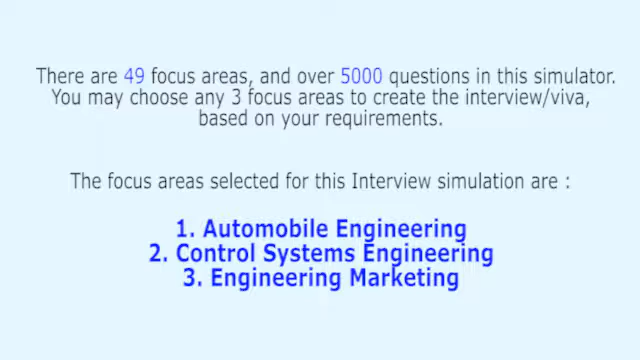 There are 49 focus areas, and over 5000 questions in this simulator.
You may choose any 3 focus areas to create the interview/viva,
based on your requirements.
The focus areas selected for this Interview simulation are :
1. Automobile Engineering
2. Control Systems Engineering
3. Engineering Marketing